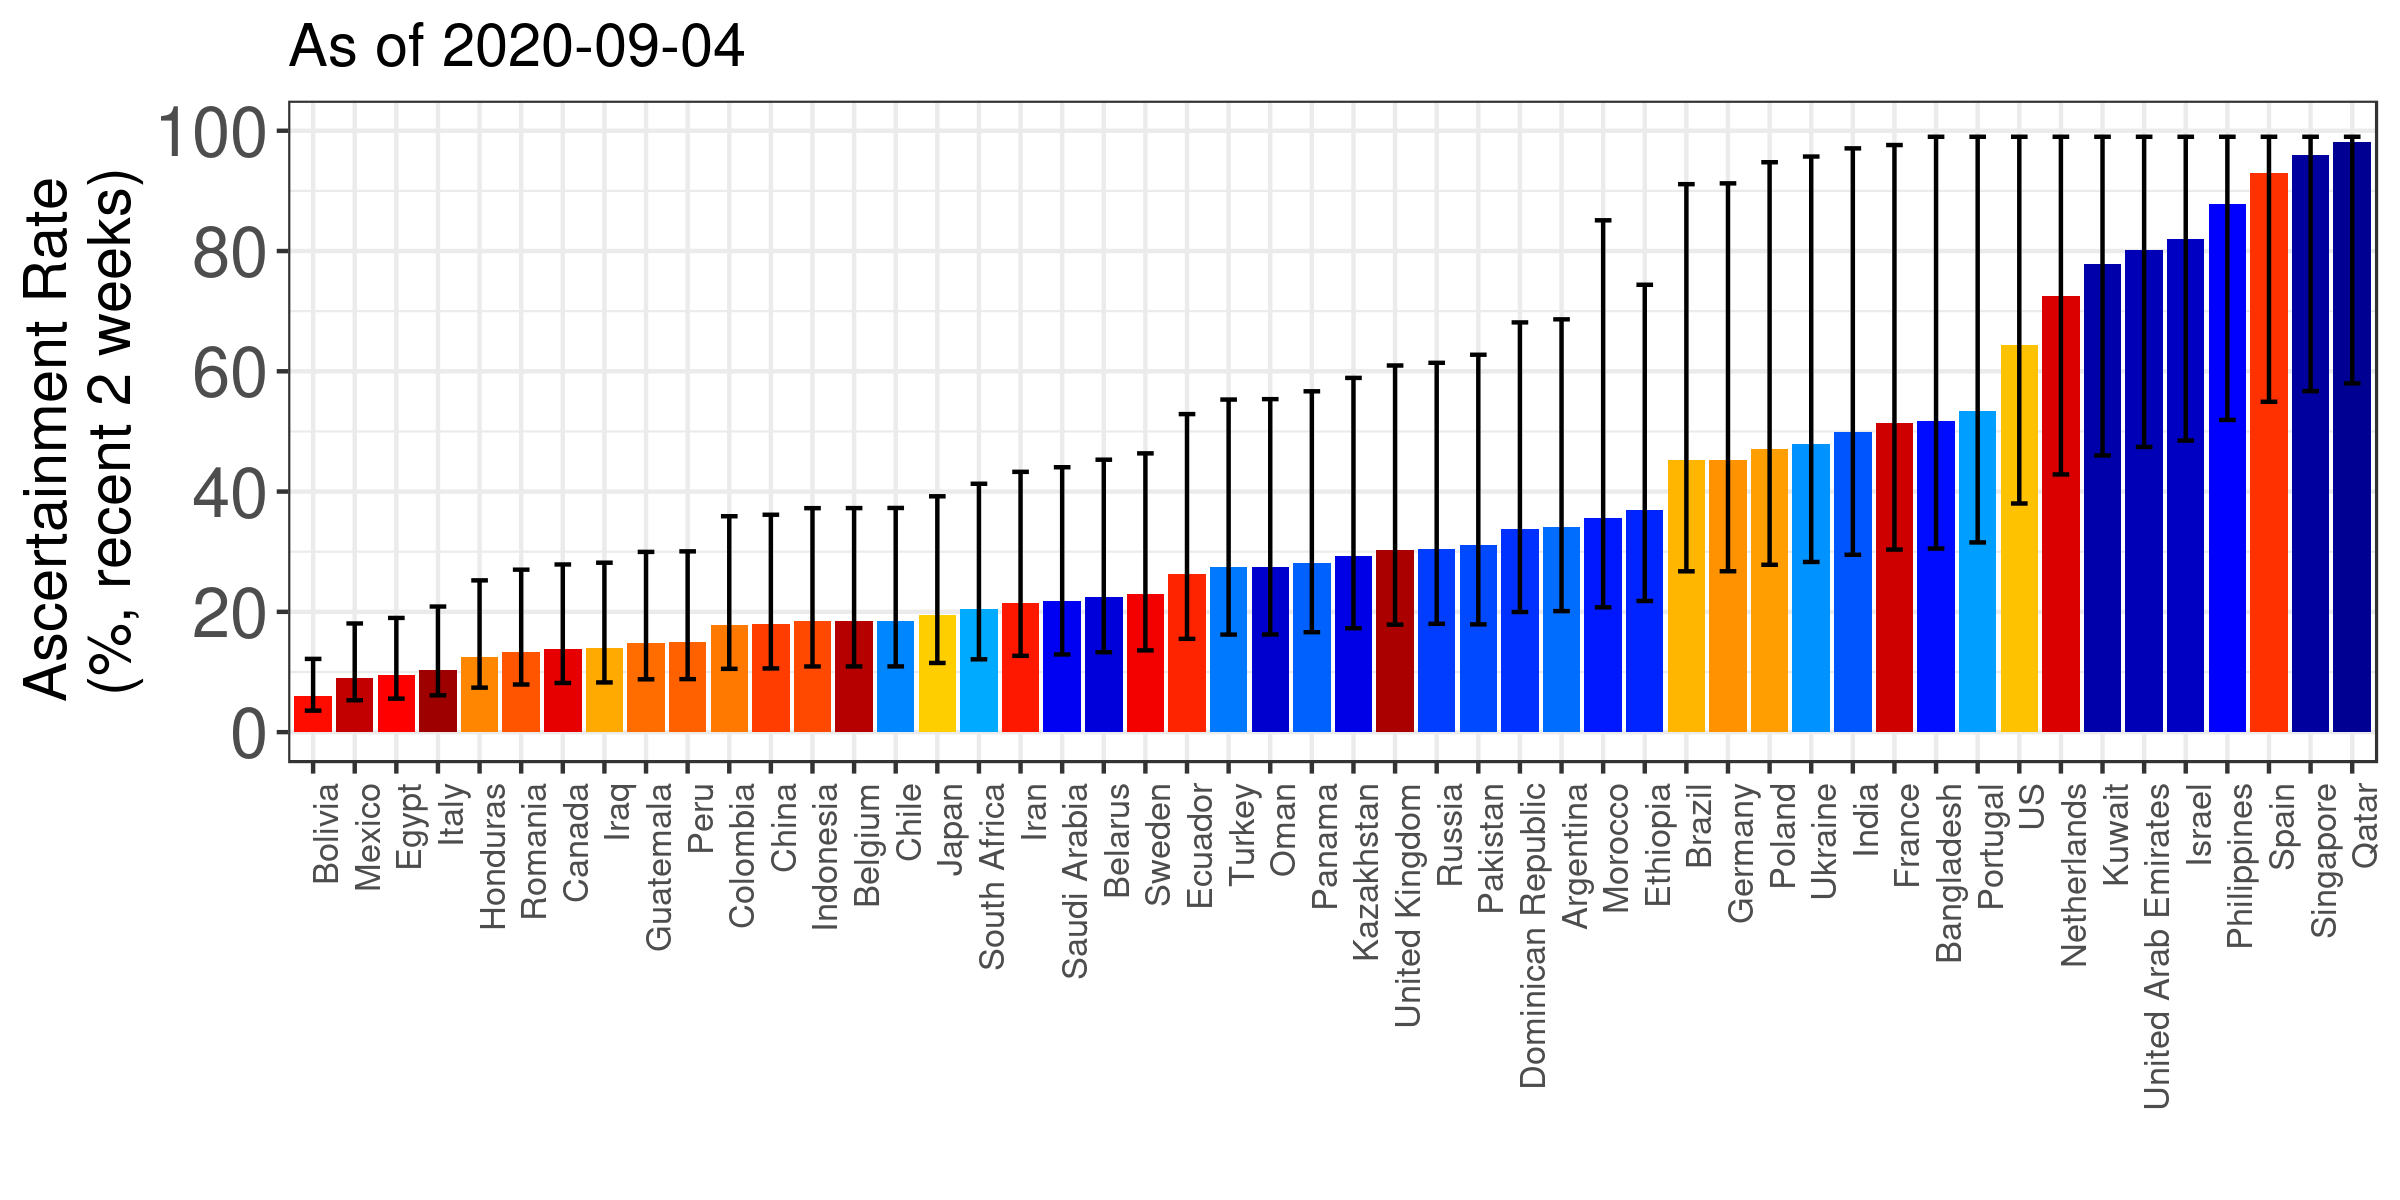 As of 2020-09-04
Ascertainment Rate
(%, recent 2 weeks)
100
80
60
40
20
0
Bolivia
Mexico
Egypt
Italy
Honduras
Romania
Canada
Iraq
Guatemala
Peru
Colombia
China
Indonesia
Belgium
Chile
Japan
South Africa
Iran
Saudi Arabia
Belarus
Sweden
Ecuador
Turkey
Oman
Panama
Kazakhstan
United Kingdom
Russia
Pakistan
Dominican Republic
Argentina
Morocco
Ethiopia
Brazil
Germany
Poland
Ukraine
India
France
Bangladesh
Portugal
US
Netherlands
Kuwait
United Arab Emirates
Israel
Philippines
Spain
Singapore
Qatar